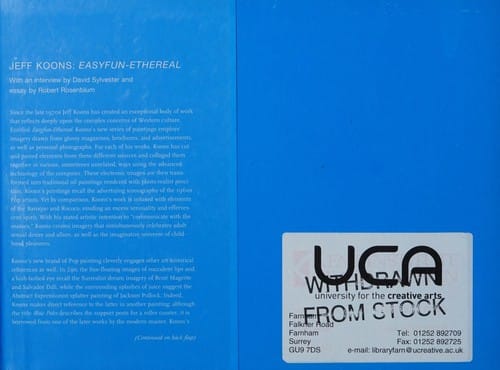 JEFF KOONS: EASYFUN-ETHEREAL
With an interview by David Sylvester and
essay by Robert Rosenblum
Since the late 1970s Jeff Koons has created an exceptional body of work
that reflects deeply upon the complex concerns of Western culture.
Entitled Easyfun-Ethereal, Koons's new series of paintings employ
imagery drawn from glossy magazines, brochures, and advertisements,
as well as personal photographs. For each of his works, Koons has cut
and pasted elements from these different sources and collaged them
together in various, sometimes unrelated, ways using the advanced
technology of the computer. These electronic images are then trans-
formed into traditional oil paintings rendered with photo-realist preci-
sion. Koons's paintings recall the advertising iconography of the 1960s
Pop artists. Yet by comparison, Koons's work is infused with elements
of the Baroque and Rococo, exuding an excess sensuality and efferves-
cent spirit. With his stated artistic intention to "communicate with the
masses," Koons creates imagery that simultaneously celebrates adult
sexual desire and allure, as well as the imaginative universe of child-
hood pleasures.
Koons's new brand of Pop painting cleverly engages other art-historical
references as well. In Lips, the free-floating images of succulent lips and
a lush-lashed eye recall the Surrealist dream imagery of René Magritte
and Salvador Dalí, while the surrounding splashes of juice suggest the
Abstract Expressionist splatter painting of Jackson Pollock. Indeed,
Koons makes direct reference to the latter in another painting; although
the title Blue Poles describes the support posts for a roller coaster, it is
borrowed from one of the later works by the modern master. Koons's
(Continued on back flap)
UCA
WITHDRAWN
university for the creative arts
FROM STOCK
Farnham
Falkner Road
Farnham
Surrey
GU9 7DS
Tel: 01252 892709
Fax: 01252 892725
e-mail: libraryfarn@ucreative.ac.uk